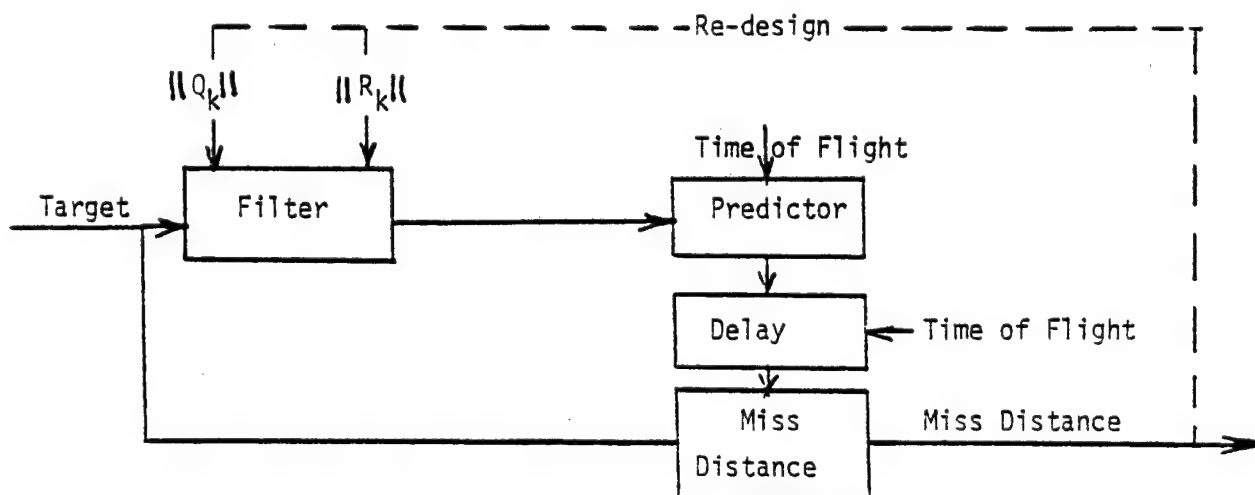 Re-design
||Q_k||
||R_k||
Time of Flight
Target
Filter
Predictor
Delay
Time of Flight
Miss
Distance
Miss Distance